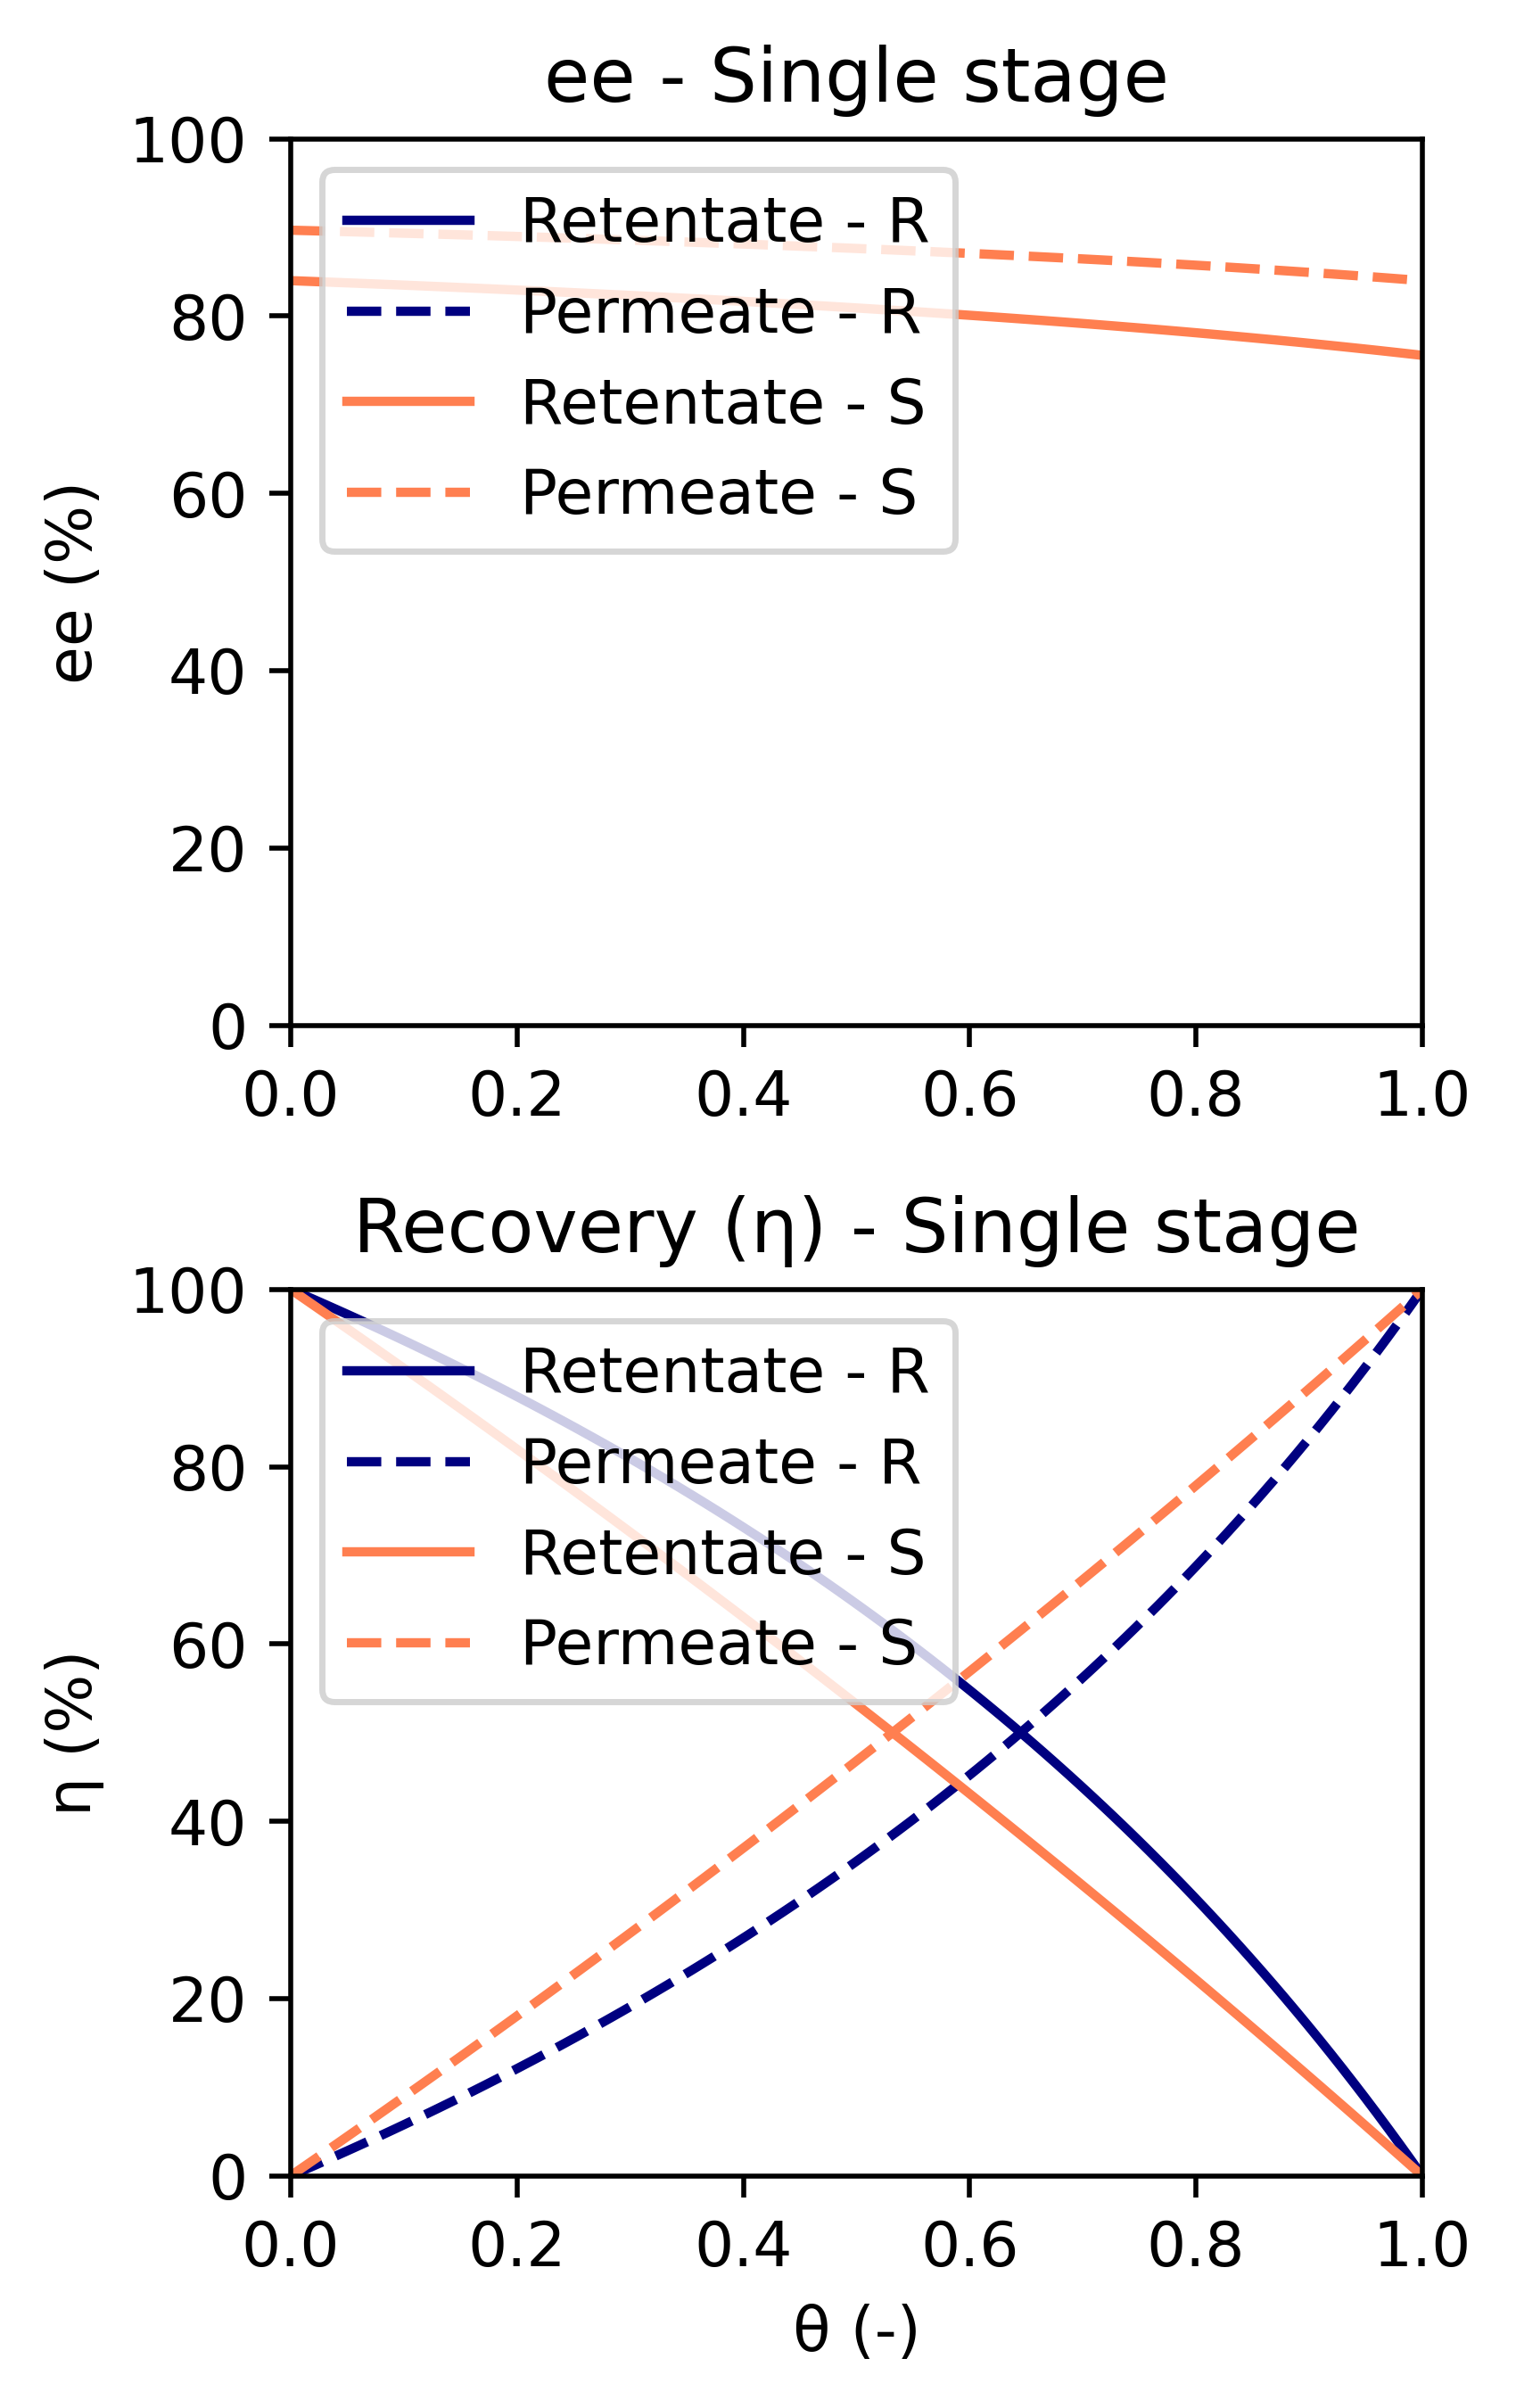 ee - Single stage
100
80
60
40
20
0
ee (%)
Retentate - R
Permeate - R
Retentate - S
Permeate - S
0.0 0.2 0.4 0.6 0.8 1.0
Recovery (η) - Single stage
100
80
60
40
20
0
η (%)
Retentate - R
Permeate - R
Retentate - S
Permeate - S
0.0 0.2 0.4 0.6 0.8 1.0
θ (-)